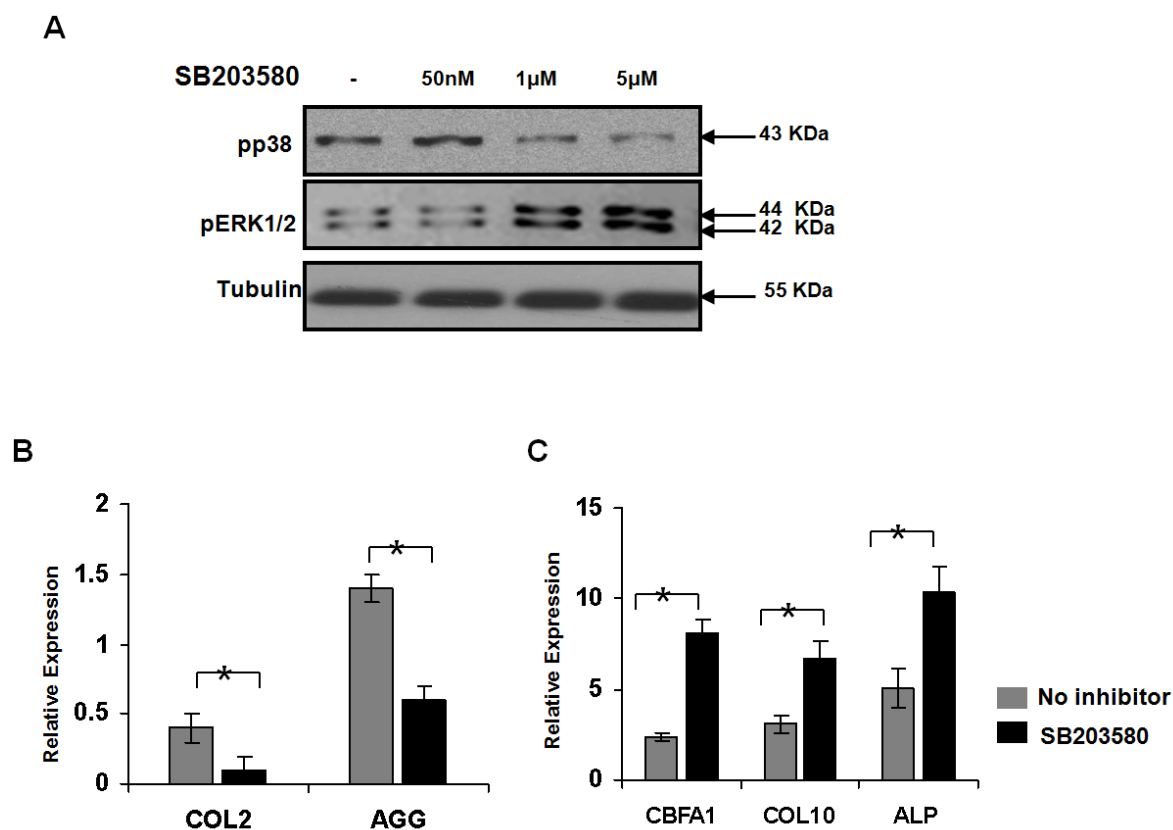 A
SB203580 - 50nM 1µM 5µM
pp38 43 KDa
pERK1/2 44 KDa
42 KDa
Tubulin 55 KDa
B
Relative Expression
2
1.5
1
0.5
0
* *
COL2 AGG
C
Relative Expression
15
10
5
0
* * *
CBFA1 COL10 ALP
No inhibitor
SB203580